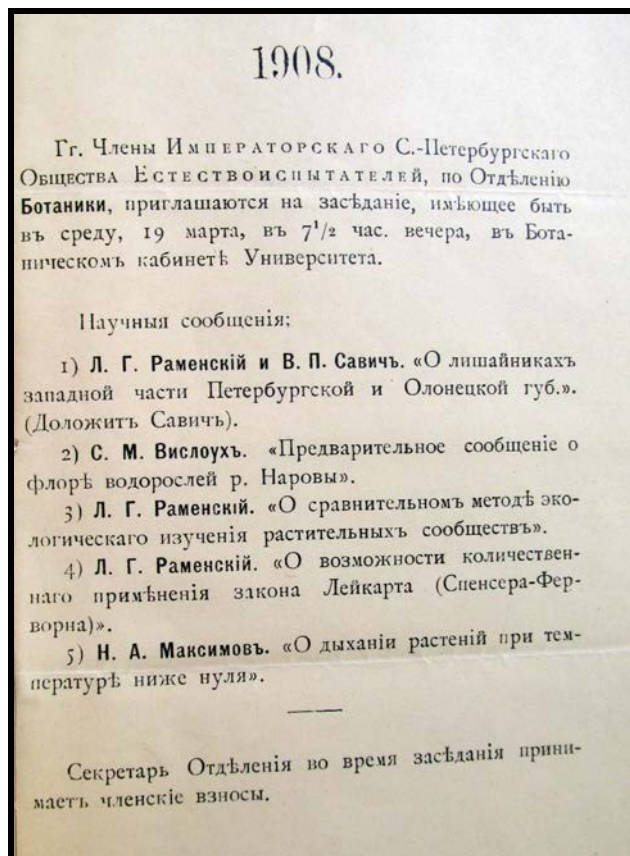 1908.
Гг. Члены Императорскаго С.-Петербургскаго
Общества Естествоиспытателей, по Отдѣленію
Ботаники, приглашаются на засѣданіе, имѣющее быть
въ среду, 19 марта, въ 7¹/₂ час. вечера, въ Бота-
ническомъ кабинетѣ Университета.
Научныя сообщенія:
1) Л. Г. Раменскій и В. П. Савичъ. «О лишайникахъ
западной части Петербургской и Олонецкой губ.».
(Доложитъ Савичъ).
2) С. М. Вислоухъ. «Предварительное сообщеніе о
флорѣ водорослей р. Наровы».
3) Л. Г. Раменскій. «О сравнительномъ методѣ эко-
логическаго изученія растительныхъ сообществъ».
4) Л. Г. Раменскій. «О возможности количествен-
наго примѣненія закона Лейкарта (Спенсера-Фер-
ворна)».
5) Н. А. Максимовъ. «О дыханіи растеній при тем-
пературѣ ниже нуля».
Секретарь Отдѣленія во время засѣданія прини-
маетъ членскіе взносы.